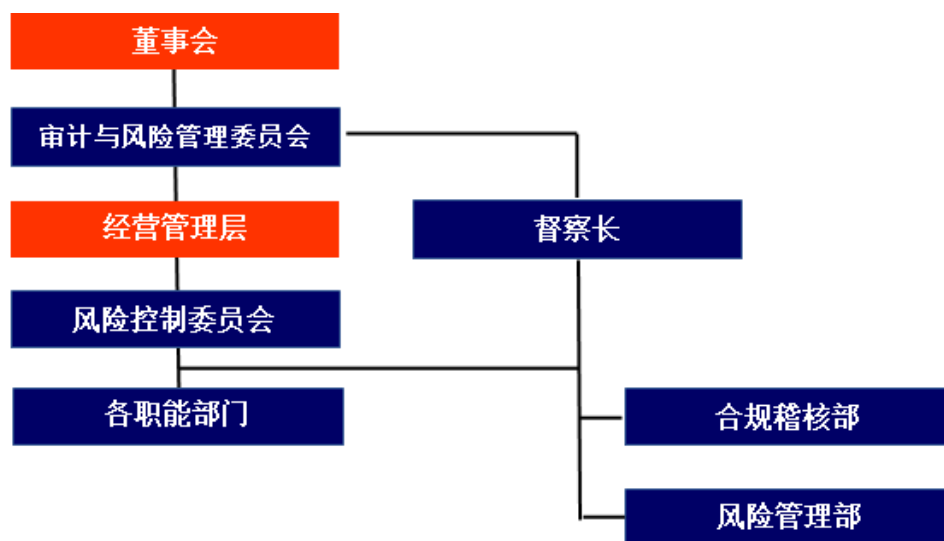 董事会
审计与风险管理委员会
经营管理层
督察长
风险控制委员会
各职能部门
合规稽核部
风险管理部